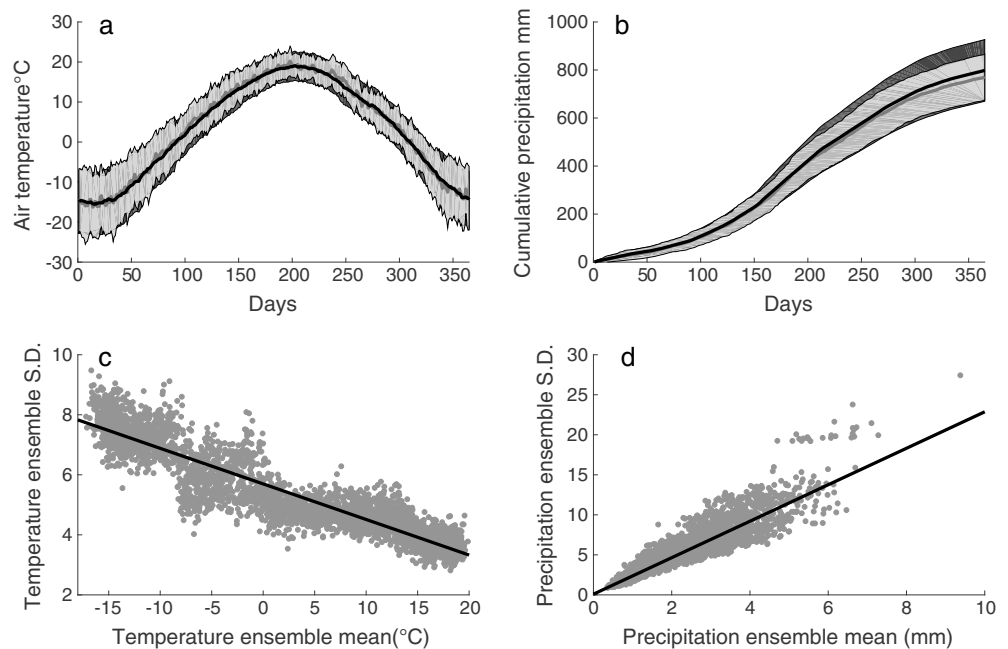 a
Air temperature°C
30
20
10
0
-10
-20
-30
0 50 100 150 200 250 300 350
Days
b
Cumulative precipitation mm
1000
800
600
400
200
0
0 50 100 150 200 250 300 350
Days
c
Temperature ensemble S.D.
10
8
6
4
2
-15 -10 -5 0 5 10 15 20
Temperature ensemble mean(°C)
d
Precipitation ensemble S.D.
30
25
20
15
10
5
0
0 2 4 6 8 10
Precipitation ensemble mean (mm)